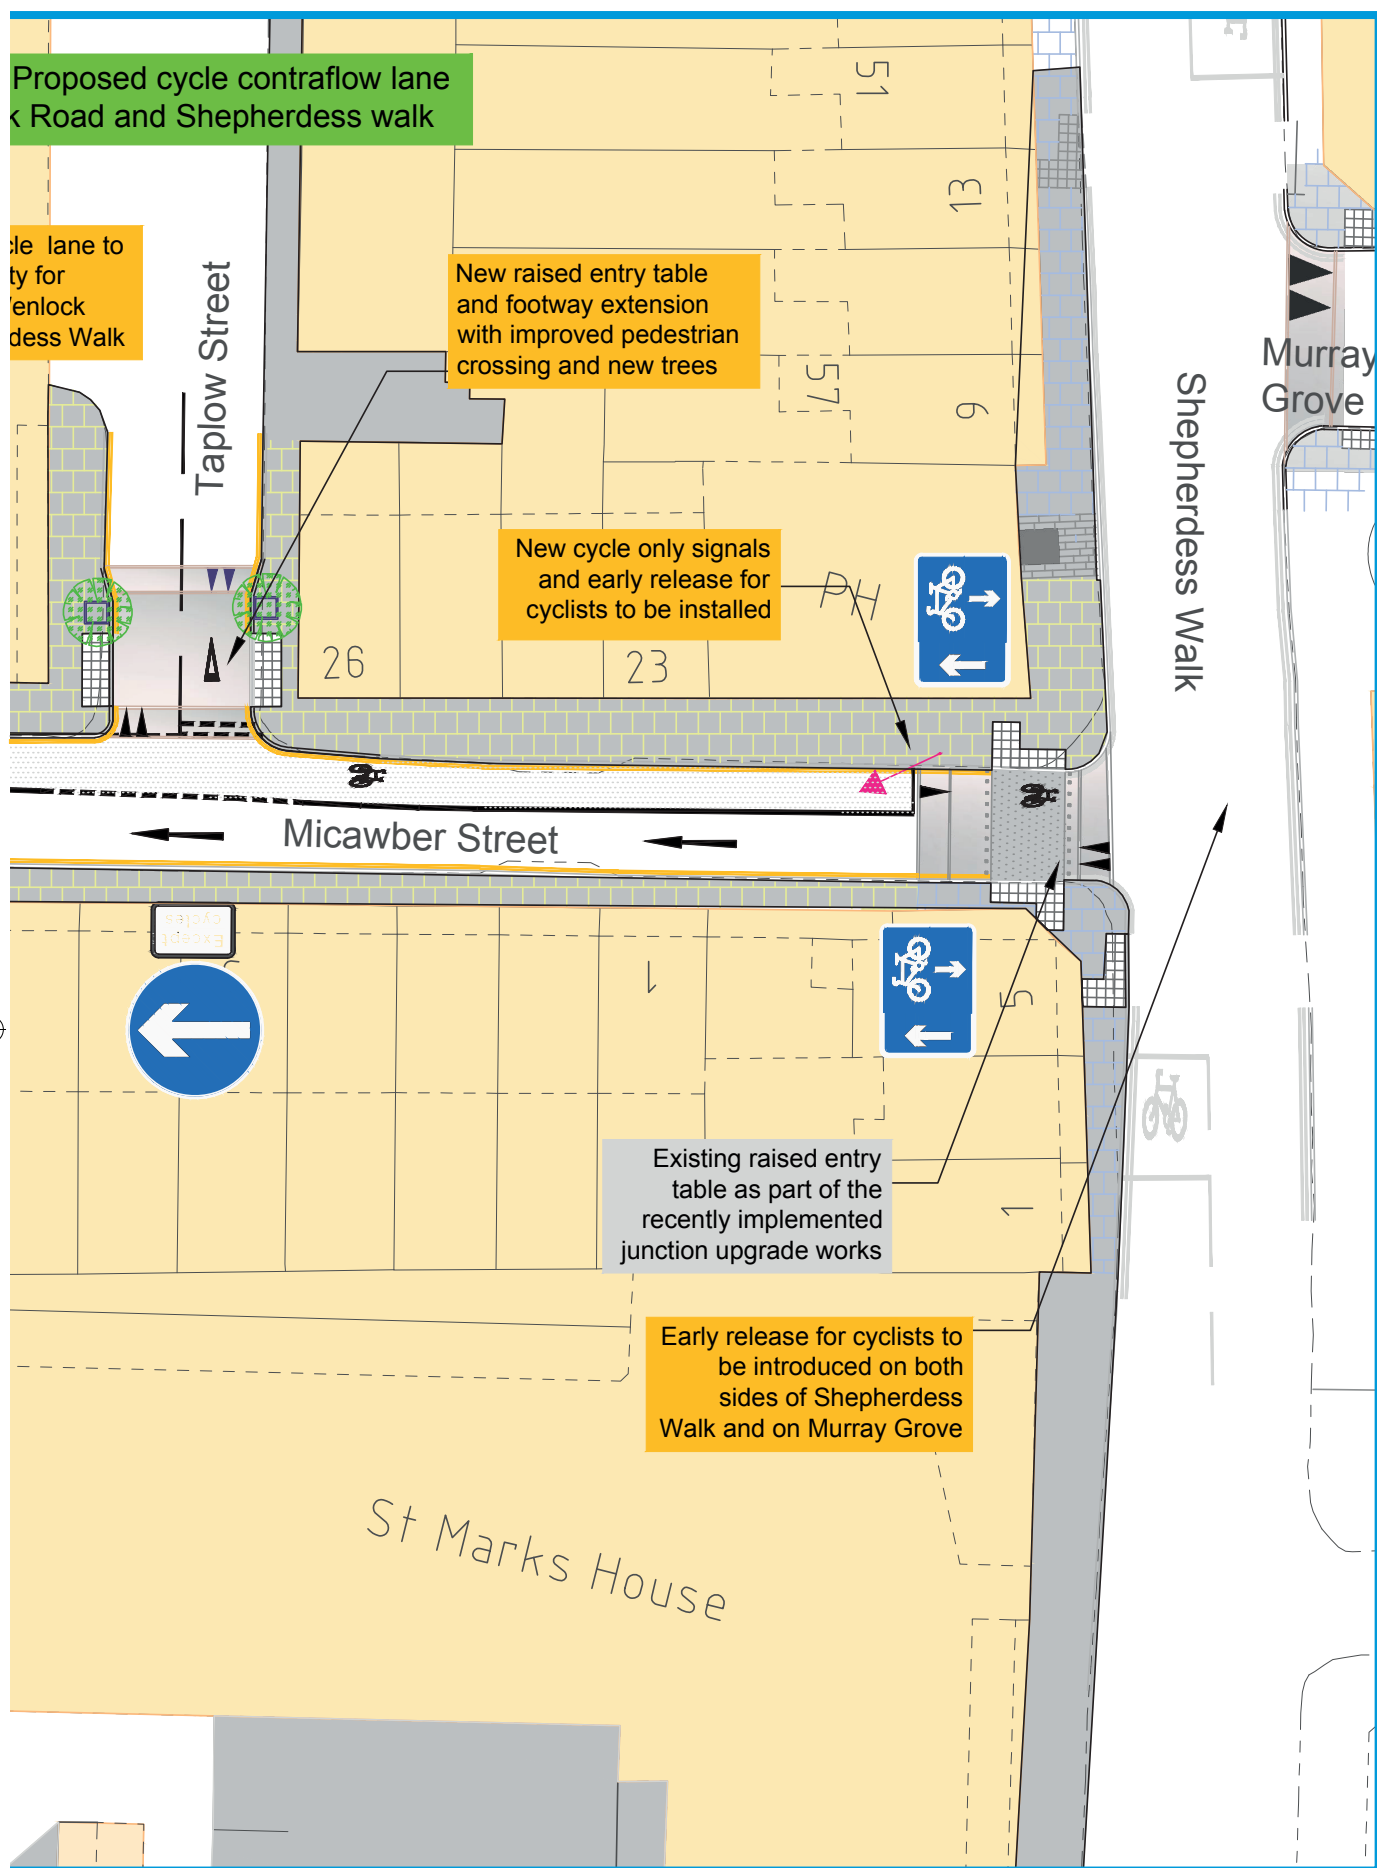 Proposed cycle contraflow lane
k Road and Shepherdess walk
cle lane to
ty for
enlock
dess Walk
Taplow Street
New raised entry table
and footway extension
with improved pedestrian
crossing and new trees
51
13
57
9
Murray
Grove
Shepherdess Walk
New cycle only signals
and early release for
cyclists to be installed
PH
26
23
Micawber Street
Except
cycles
1
5
Existing raised entry
table as part of the
recently implemented
junction upgrade works
1
Early release for cyclists to
be introduced on both
sides of Shepherdess
Walk and on Murray Grove
St Marks House